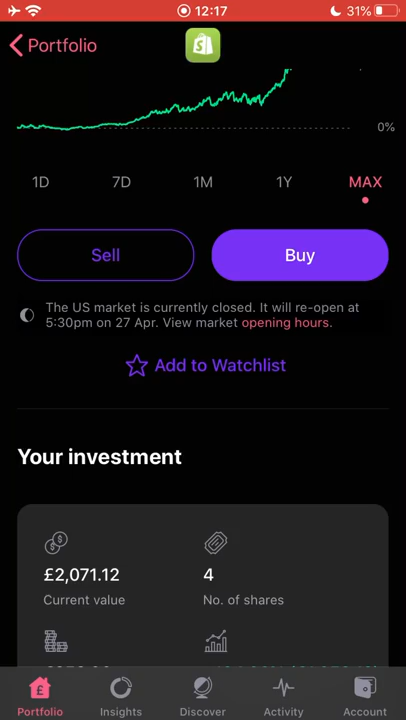 12:17
31%
Portfolio
0%
1D 7D 1M 1Y MAX
Sell Buy
The US market is currently closed. It will re-open at
5:30pm on 27 Apr. View market opening hours.
Add to Watchlist
Your investment
£2,071.12 4
Current value No. of shares
Portfolio Insights Discover Activity Account